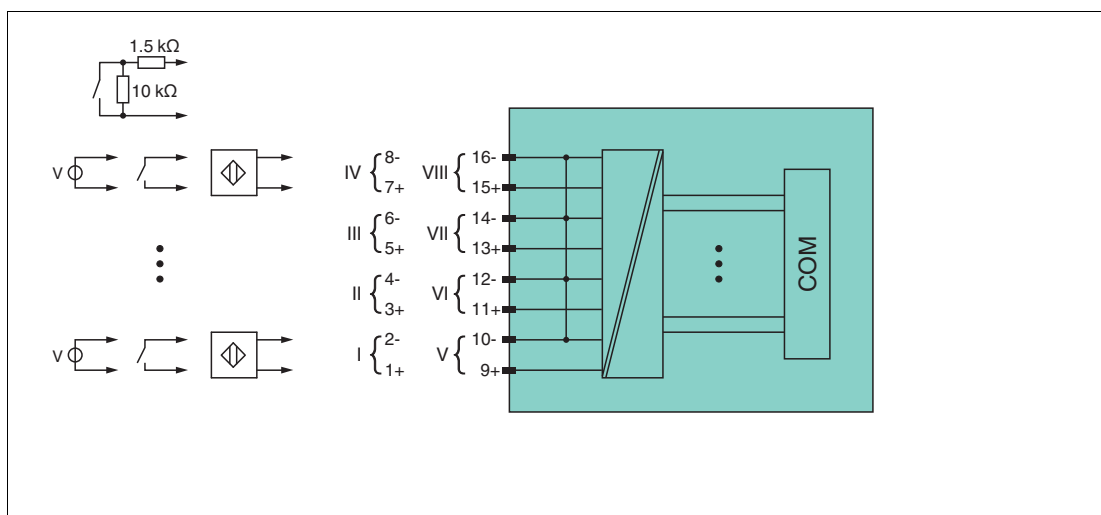 1.5 kΩ
10 kΩ
V
IV
8-
7+
VIII
16-
15+
III
6-
5+
VII
14-
13+
II
4-
3+
VI
12-
11+
V
I
2-
1+
V
10-
9+
COM